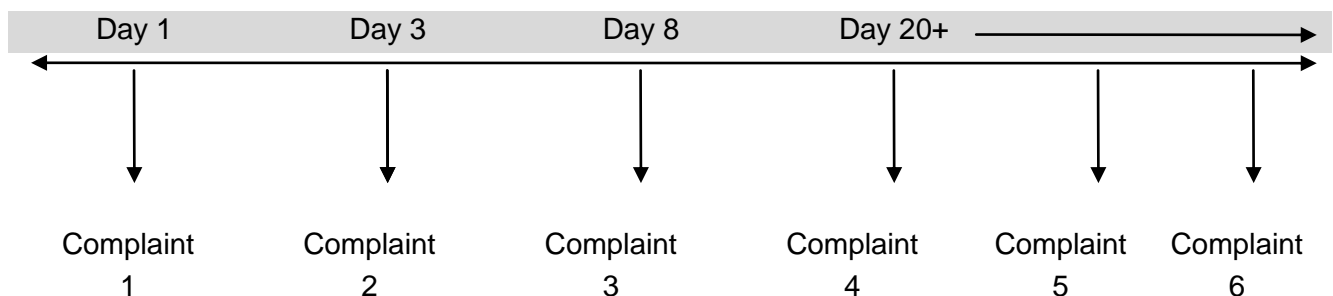 Day 1 Day 3 Day 8 Day 20+
Complaint Complaint Complaint Complaint Complaint Complaint
1 2 3 4 5 6